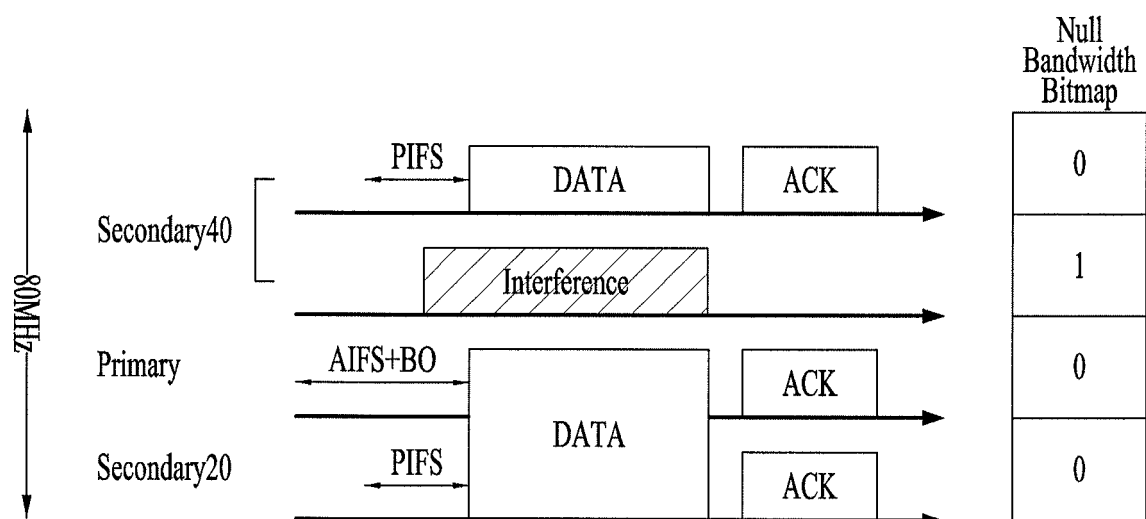 Null
Bandwidth
Bitmap
PIFS
DATA
ACK
0
Secondary40
Interference
1
80MHz
Primary
AIFS+BO
DATA
ACK
0
Secondary20
PIFS
ACK
0